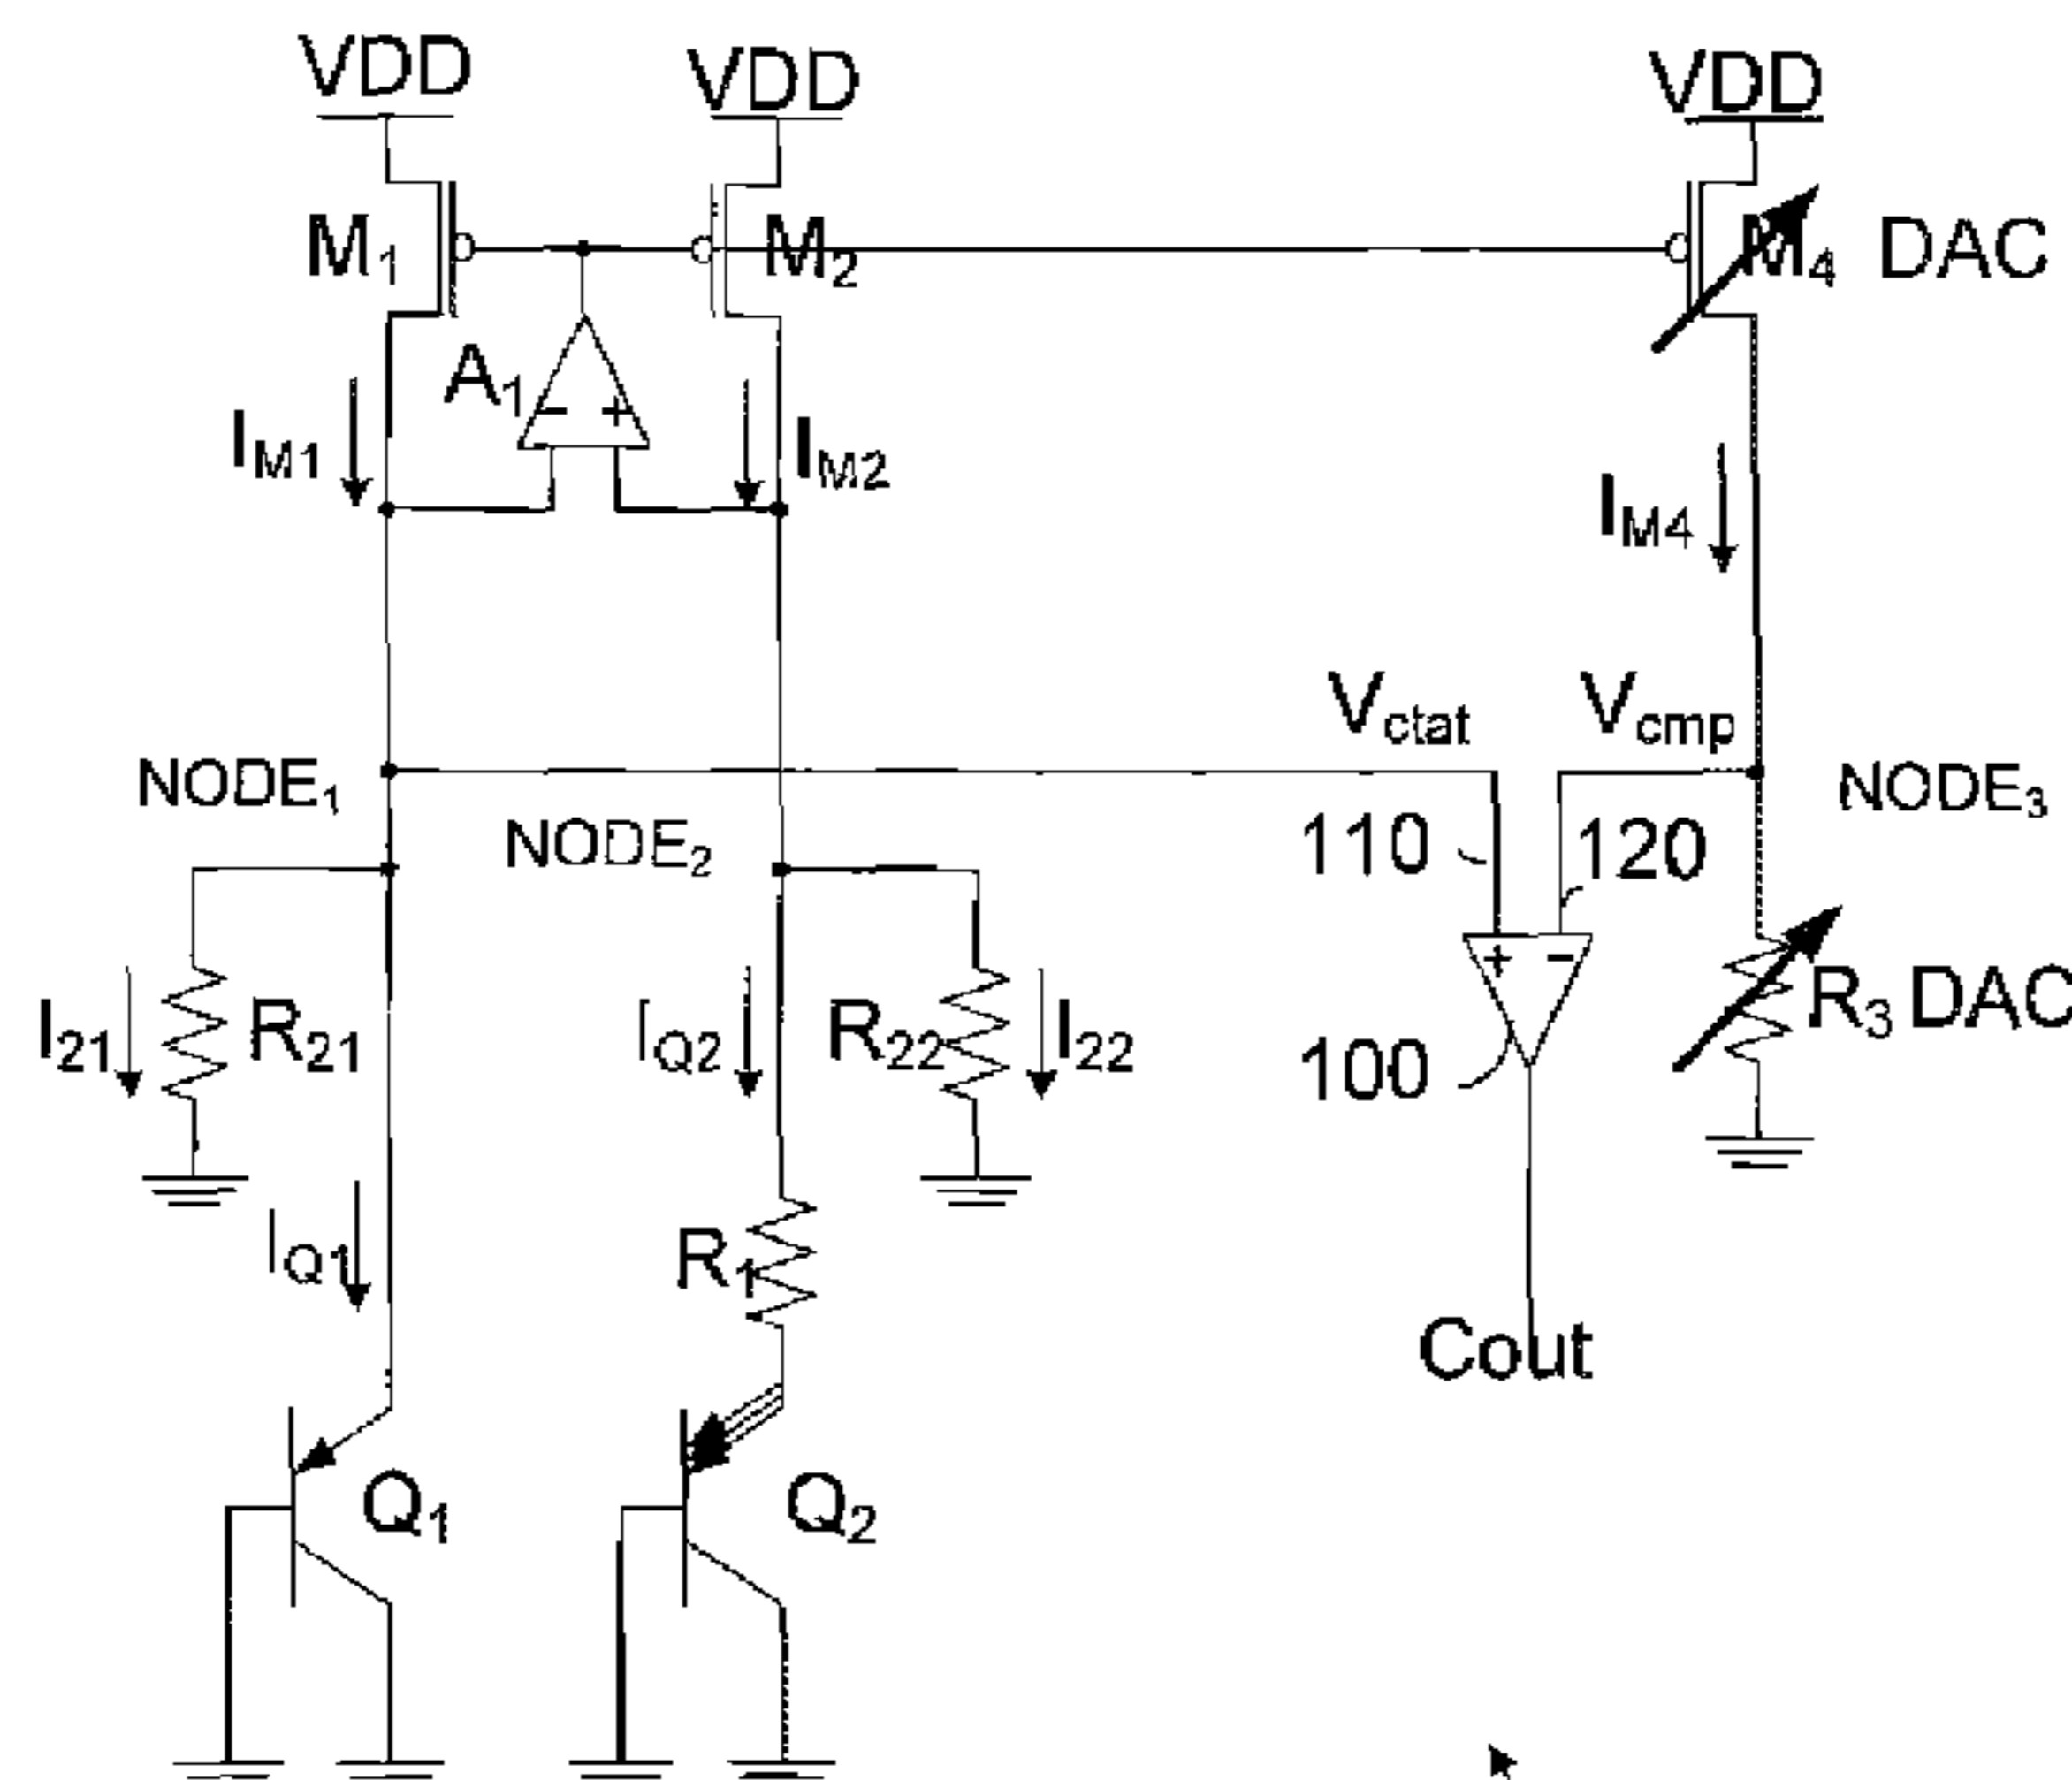 VDD
VDD
VDD
M1
M2
M4 DAC
A1
IM1
IM2
IM4
Vctat
Vcmp
NODE1
NODE2
NODE3
110
120
I21
R21
IQ2
R22
I22
100
R3 DAC
IQ1
R1
Cout
Q1
Q2